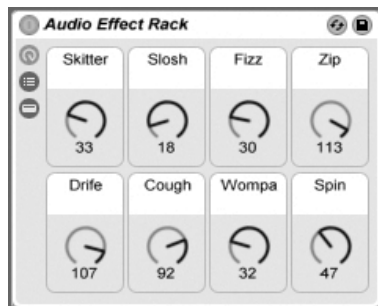 Audio Effect Rack
Skitter Slosh Fizz Zip
33 18 30 113
Drife Cough Wompa Spin
107 92 32 47